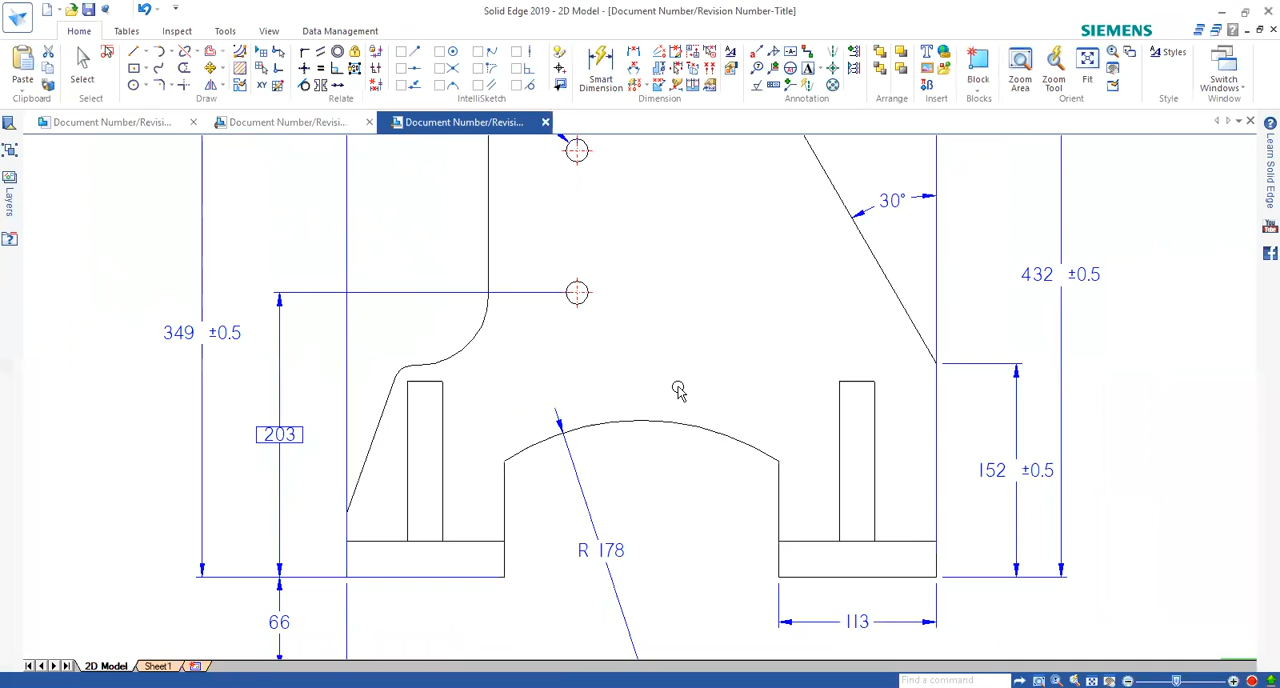 Solid Edge 2019 - 2D Model - [Document Number/Revision Number-Title]
Home Tables Inspect Tools View Data Management
SIEMENS
Paste
Clipboard
Select
Select
Draw
Relate
IntelliSketch
Smart
Dimension
Dimension
Annotation
Arrange
Insert
Block
Blocks
Zoom
Area
Zoom
Tool
Fit
Orient
Styles
Style
Switch
Windows
Window
Document Number/Revisi... Document Number/Revisi... Document Number/Revisi...
Layers
Learn Solid Edge
You
Tube
30°
432 ±0.5
349 ±0.5
203
152 ±0.5
R 178
66
113
2D Model Sheet1
Find a command